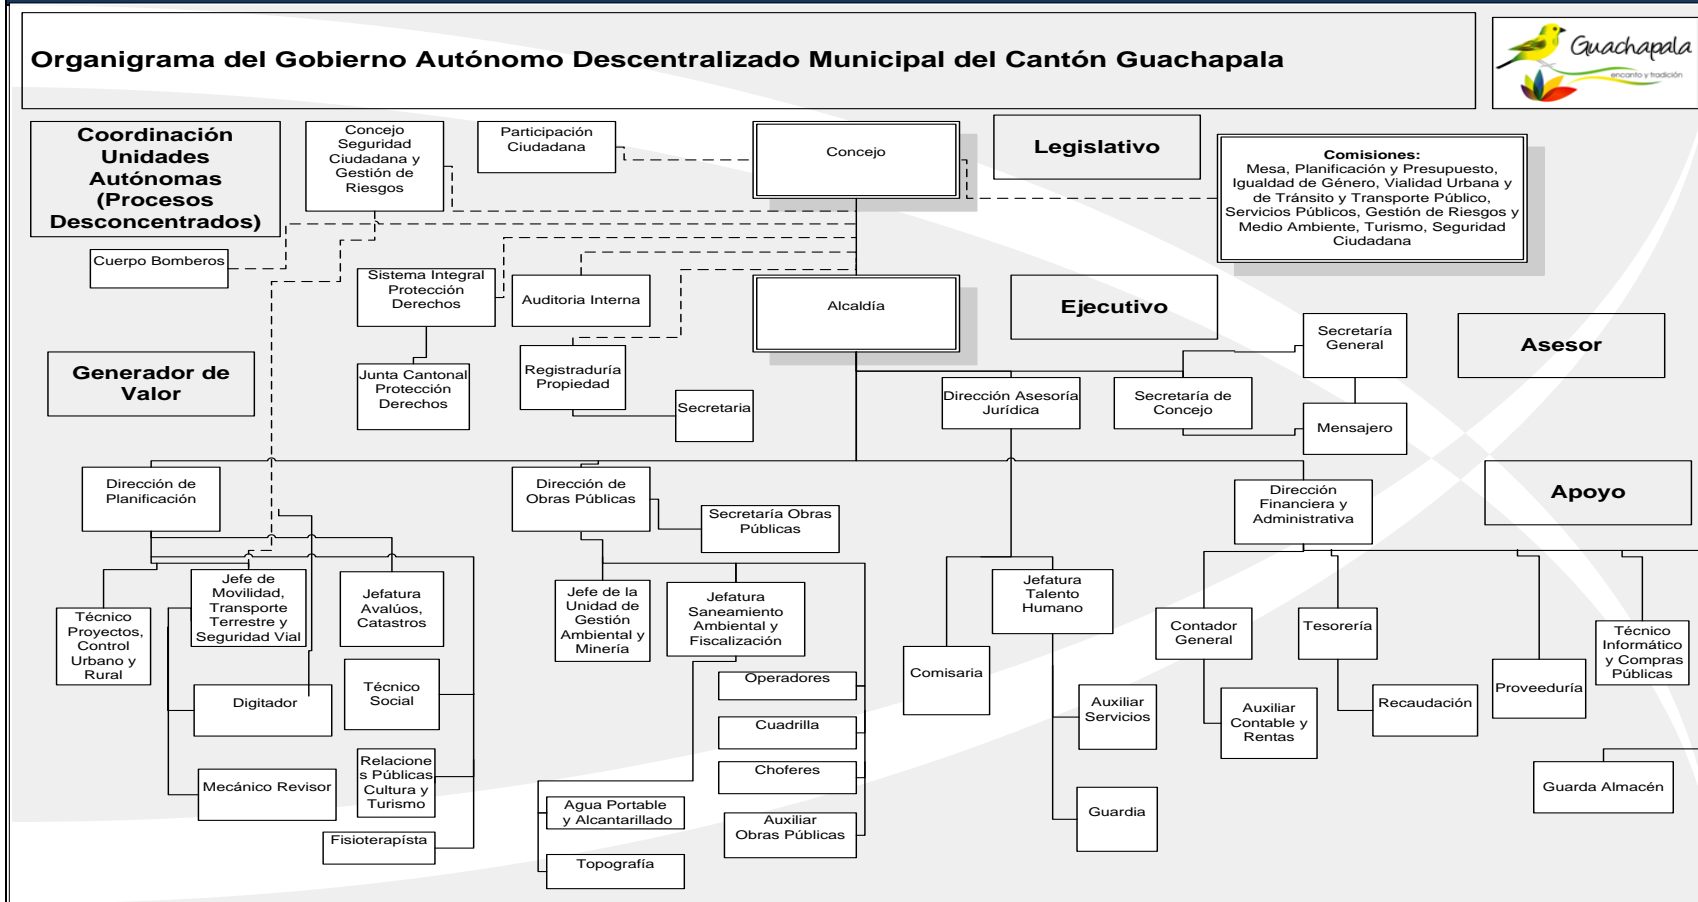 Organigrama del Gobierno Autónomo Descentralizado Municipal del Cantón Guachapala
Guachapala
encanto y tradición
Coordinación
Unidades
Autónomas
(Procesos
Desconcentrados)
Concejo
Seguridad
Ciudadana y
Gestión de
Riesgos
Participación
Ciudadana
Concejo
Legislativo
Comisiones:
Mesa, Planificación y Presupuesto,
Igualdad de Género, Vialidad Urbana y
de Tránsito y Transporte Público,
Servicios Públicos, Gestión de Riesgos y
Medio Ambiente, Turismo, Seguridad
Ciudadana
Cuerpo Bomberos
Sistema Integral
Protección
Derechos
Auditoria Interna
Alcaldía
Ejecutivo
Secretaría
General
Asesor
Generador de
Valor
Junta Cantonal
Protección
Derechos
Registraduría
Propiedad
Secretaria
Dirección Asesoría
Jurídica
Secretaría de
Concejo
Mensajero
Dirección de
Planificación
Dirección de
Obras Públicas
Secretaría Obras
Públicas
Dirección
Financiera y
Administrativa
Apoyo
Técnico
Proyectos,
Control
Urbano y
Rural
Jefe de
Movilidad,
Transporte
Terrestre y
Seguridad Vial
Jefatura
Avalúos,
Catastros
Jefe de la
Unidad de
Gestión
Ambiental y
Minería
Jefatura
Saneamiento
Ambiental y
Fiscalización
Jefatura
Talento
Humano
Contador
General
Tesorería
Técnico
Informático
y Compras
Públicas
Comisaria
Proveeduría
Digitador
Técnico
Social
Operadores
Auxiliar
Servicios
Auxiliar
Contable y
Rentas
Recaudación
Cuadrilla
Mecánico Revisor
Relacione
s Públicas
Cultura y
Turismo
Choferes
Guarda Almacén
Agua Portable
y Alcantarillado
Auxiliar
Obras Públicas
Guardia
Fisioterapísta
Topografía